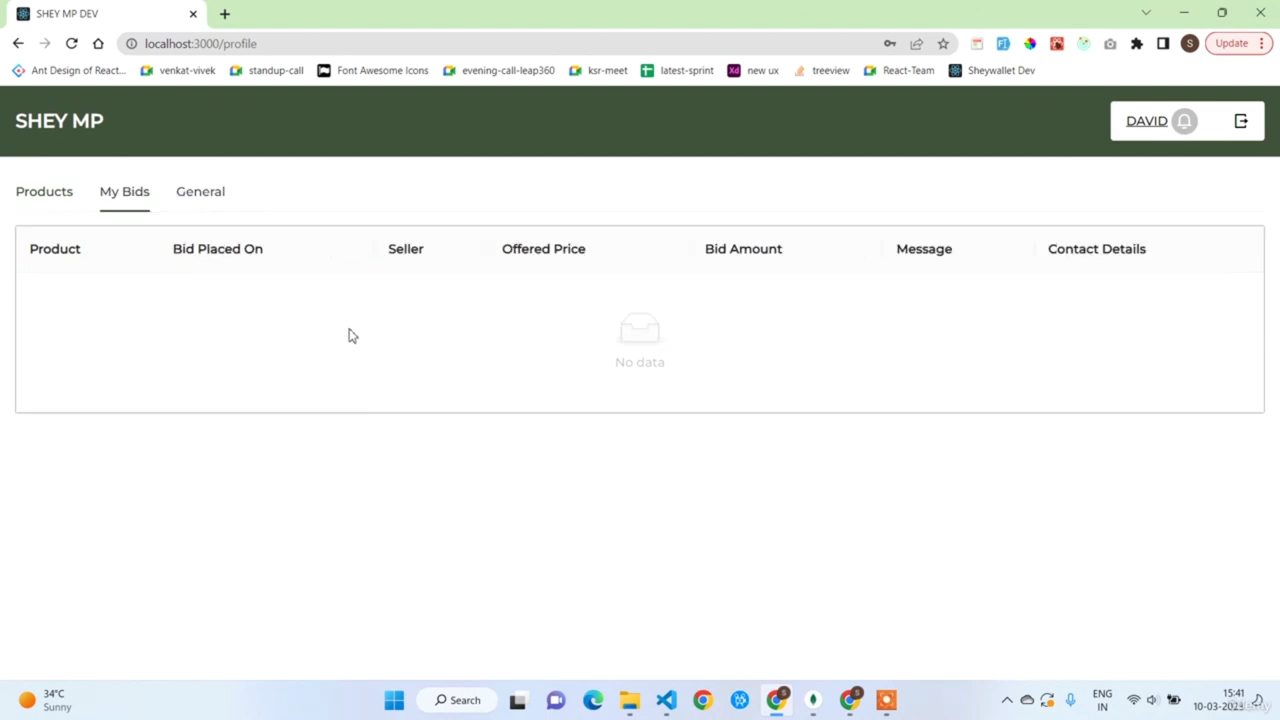 SHEY MP DEV
localhost:3000/profile
S
Update
Ant Design of React...
venkat-vivek
standup-call
Font Awesome Icons
evening-call-leap360
ksr-meet
latest-sprint
Xd
new ux
treeview
React-Team
Sheywallet Dev
SHEY MP
DAVID
Products
My Bids
General
Product
Bid Placed On
Seller
Offered Price
Bid Amount
Message
Contact Details
No data
34°C
Sunny
Search
ENG
IN
15:41
10-03-2023